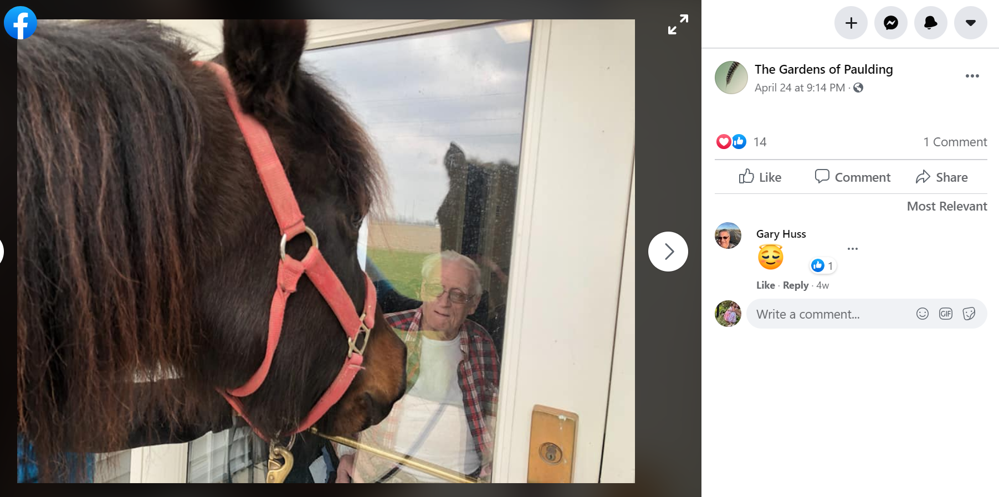 The Gardens of Paulding
April 24 at 9:14 PM ·
14
1 Comment
Like
Comment
Share
Most Relevant
Gary Huss
1
Like · Reply · 4w
Write a comment...
GIF